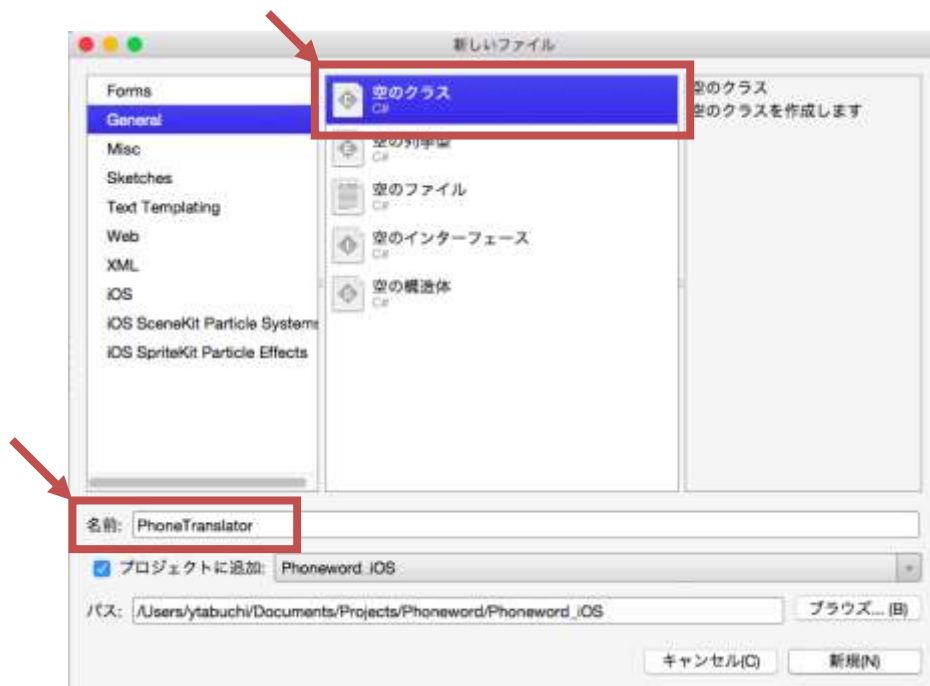 新しいファイル
Forms
General
Misc
Sketches
Text Templating
Web
XML
iOS
iOS SceneKit Particle Systems
iOS SpriteKit Particle Effects
空のクラス
C#
空の列挙型
C#
空のファイル
C#
空のインターフェース
C#
空の構造体
C#
空のクラス
空のクラスを作成します
名前: PhoneTranslator
プロジェクトに追加: Phoneword_iOS
パス: /Users/ytabuchi/Documents/Projects/Phoneword/Phoneword_iOS ブラウズ... (B)
キャンセル(C) 新規(N)